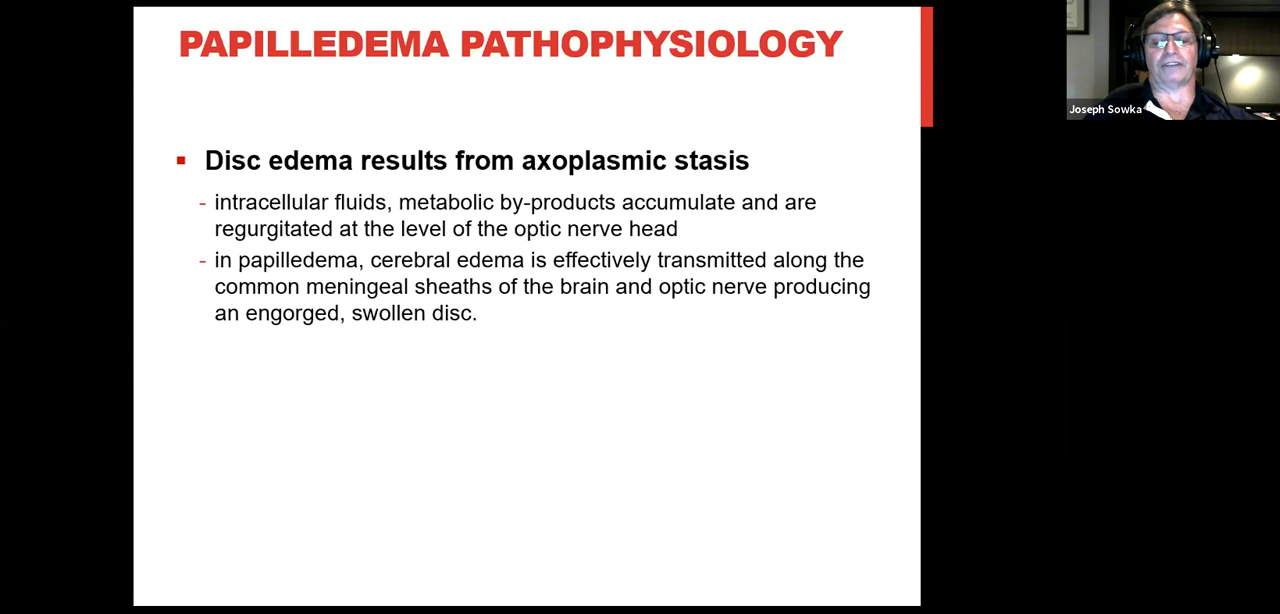 PAPILLEDEMA PATHOPHYSIOLOGY
▪ Disc edema results from axoplasmic stasis
- intracellular fluids, metabolic by-products accumulate and are
regurgitated at the level of the optic nerve head
- in papilledema, cerebral edema is effectively transmitted along the
common meningeal sheaths of the brain and optic nerve producing
an engorged, swollen disc.
Joseph Sowka